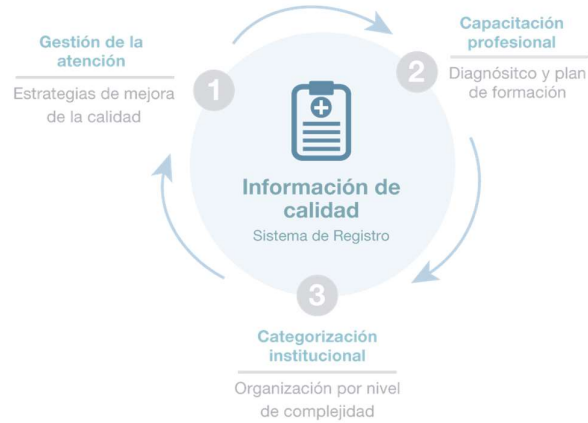 Gestión de la
atención
Estrategias de mejora
de la calidad
1
Capacitación
profesional
Diagnósitco y plan
de formación
2
Información de
calidad
Sistema de Registro
3
Categorización
institucional
Organización por nivel
de complejidad